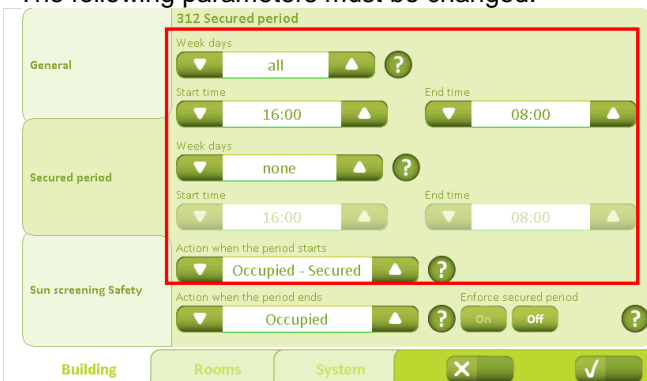 The following parameters must be changed.
312 Secured period
General
Week days
all
?
Start time
End time
16:00
08:00
Secured period
Week days
none
?
Start time
End time
16:00
08:00
Sun screening Safety
Action when the period starts
Occupied - Secured
?
Action when the period ends
Enforce secured period
Occupied
?
On
Off
?
Building
Rooms
System